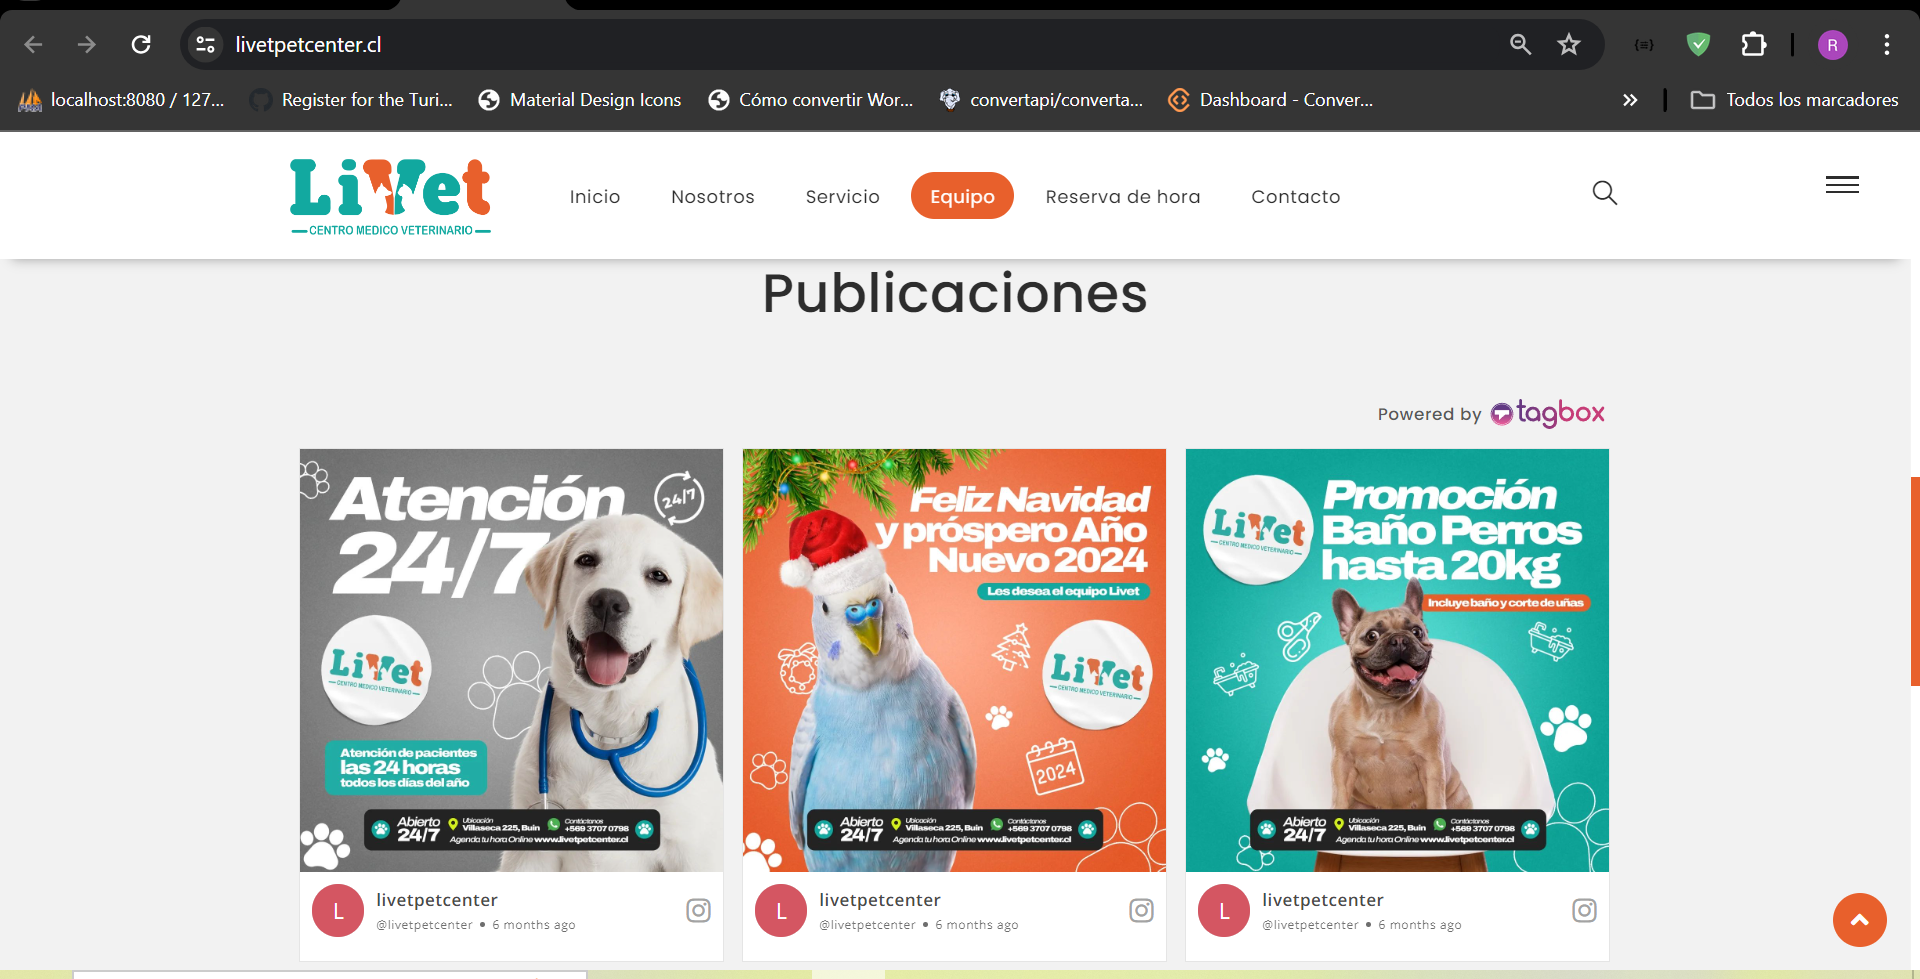 livetpetcenter.cl
R
localhost:8080 / 127...
Register for the Turi...
Material Design Icons
Cómo convertir Wor...
convertapi/converta...
Dashboard - Conver...
Todos los marcadores
LiVet
CENTRO MEDICO VETERINARIO
Inicio
Nosotros
Servicio
Equipo
Reserva de hora
Contacto
Publicaciones
Powered by tagbox
Atención
24/7
24/7
LiVet
CENTRO MEDICO VETERINARIO
Atención de pacientes
las 24 horas
todos los días del año
Abierto
24/7
Ubicación
Villaseca 225, Buin
Contáctanos
+569 3707 0798
Agenda tu hora Online www.livetpetcenter.cl
L
livetpetcenter
@livetpetcenter • 6 months ago
Feliz Navidad
y próspero Año
Nuevo 2024
Les desea el equipo Livet
LiVet
CENTRO MEDICO VETERINARIO
2024
Abierto
24/7
Ubicación
Villaseca 225, Buin
Contáctanos
+569 3707 0798
Agenda tu hora Online www.livetpetcenter.cl
L
livetpetcenter
@livetpetcenter • 6 months ago
LiVet
CENTRO MEDICO VETERINARIO
Promoción
Baño Perros
hasta 20kg
Incluye baño y corte de uñas
Abierto
24/7
Ubicación
Villaseca 225, Buin
Contáctanos
+569 3707 0798
Agenda tu hora Online www.livetpetcenter.cl
L
livetpetcenter
@livetpetcenter • 6 months ago